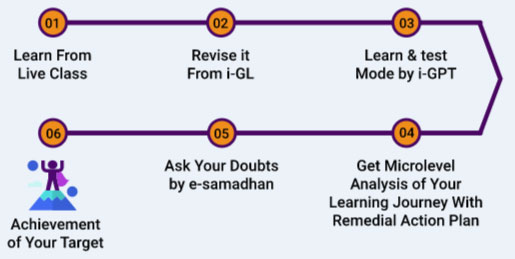 01
Learn From
Live Class
02
Revise it
From i-GL
03
Learn & test
Mode by i-GPT
04
Get Microlevel
Analysis of Your
Learning Journey With
Remedial Action Plan
05
Ask Your Doubts
by e-samadhan
06
Achievement
of Your Target